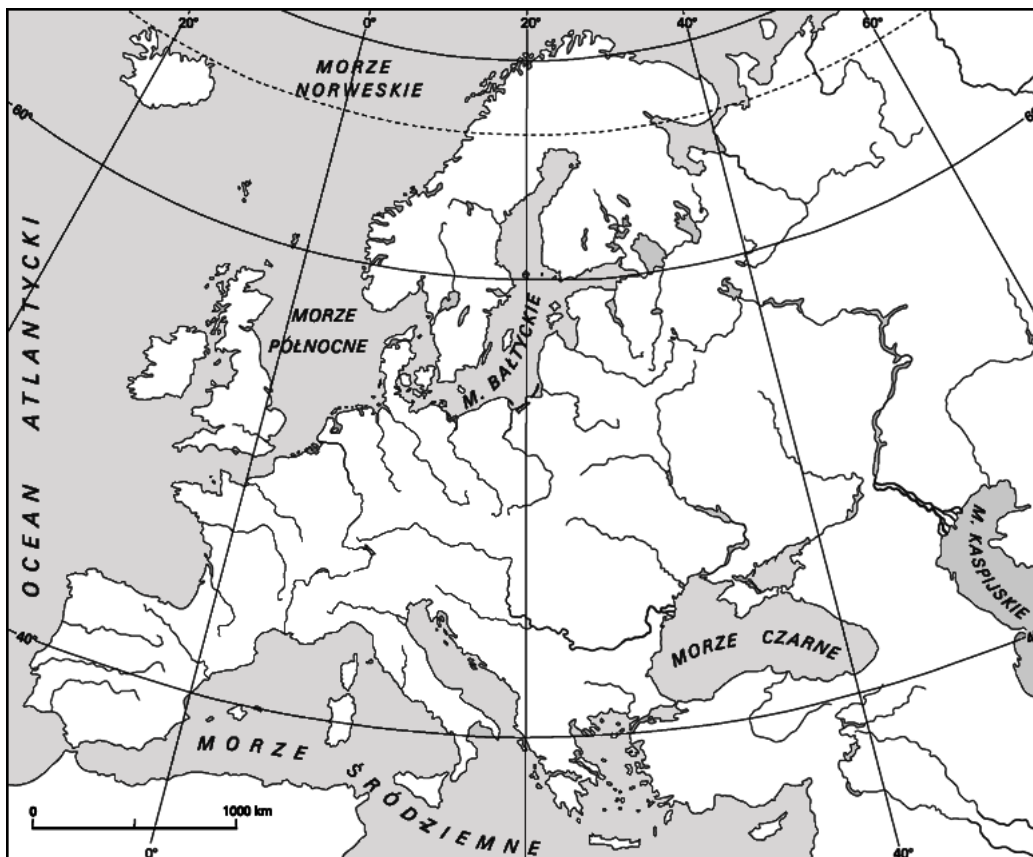 20°
0°
20°
40°
60°
MORZE
NORWESKIE
60°
OCEAN ATLANTYCKI
MORZE
PÓŁNOCNE
M. BAŁTYCKIE
M. KASPIJSKIE
MORZE CZARNE
40°
MORZE ŚRÓDZIEMNE
0 1000 km
0°
40°